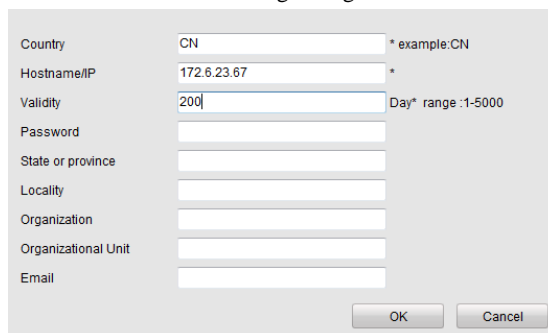 Country CN * example:CN
Hostname/IP 172.6.23.67 *
Validity 200 Day* range :1-5000
Password
State or province
Locality
Organization
Organizational Unit
Email
OK Cancel